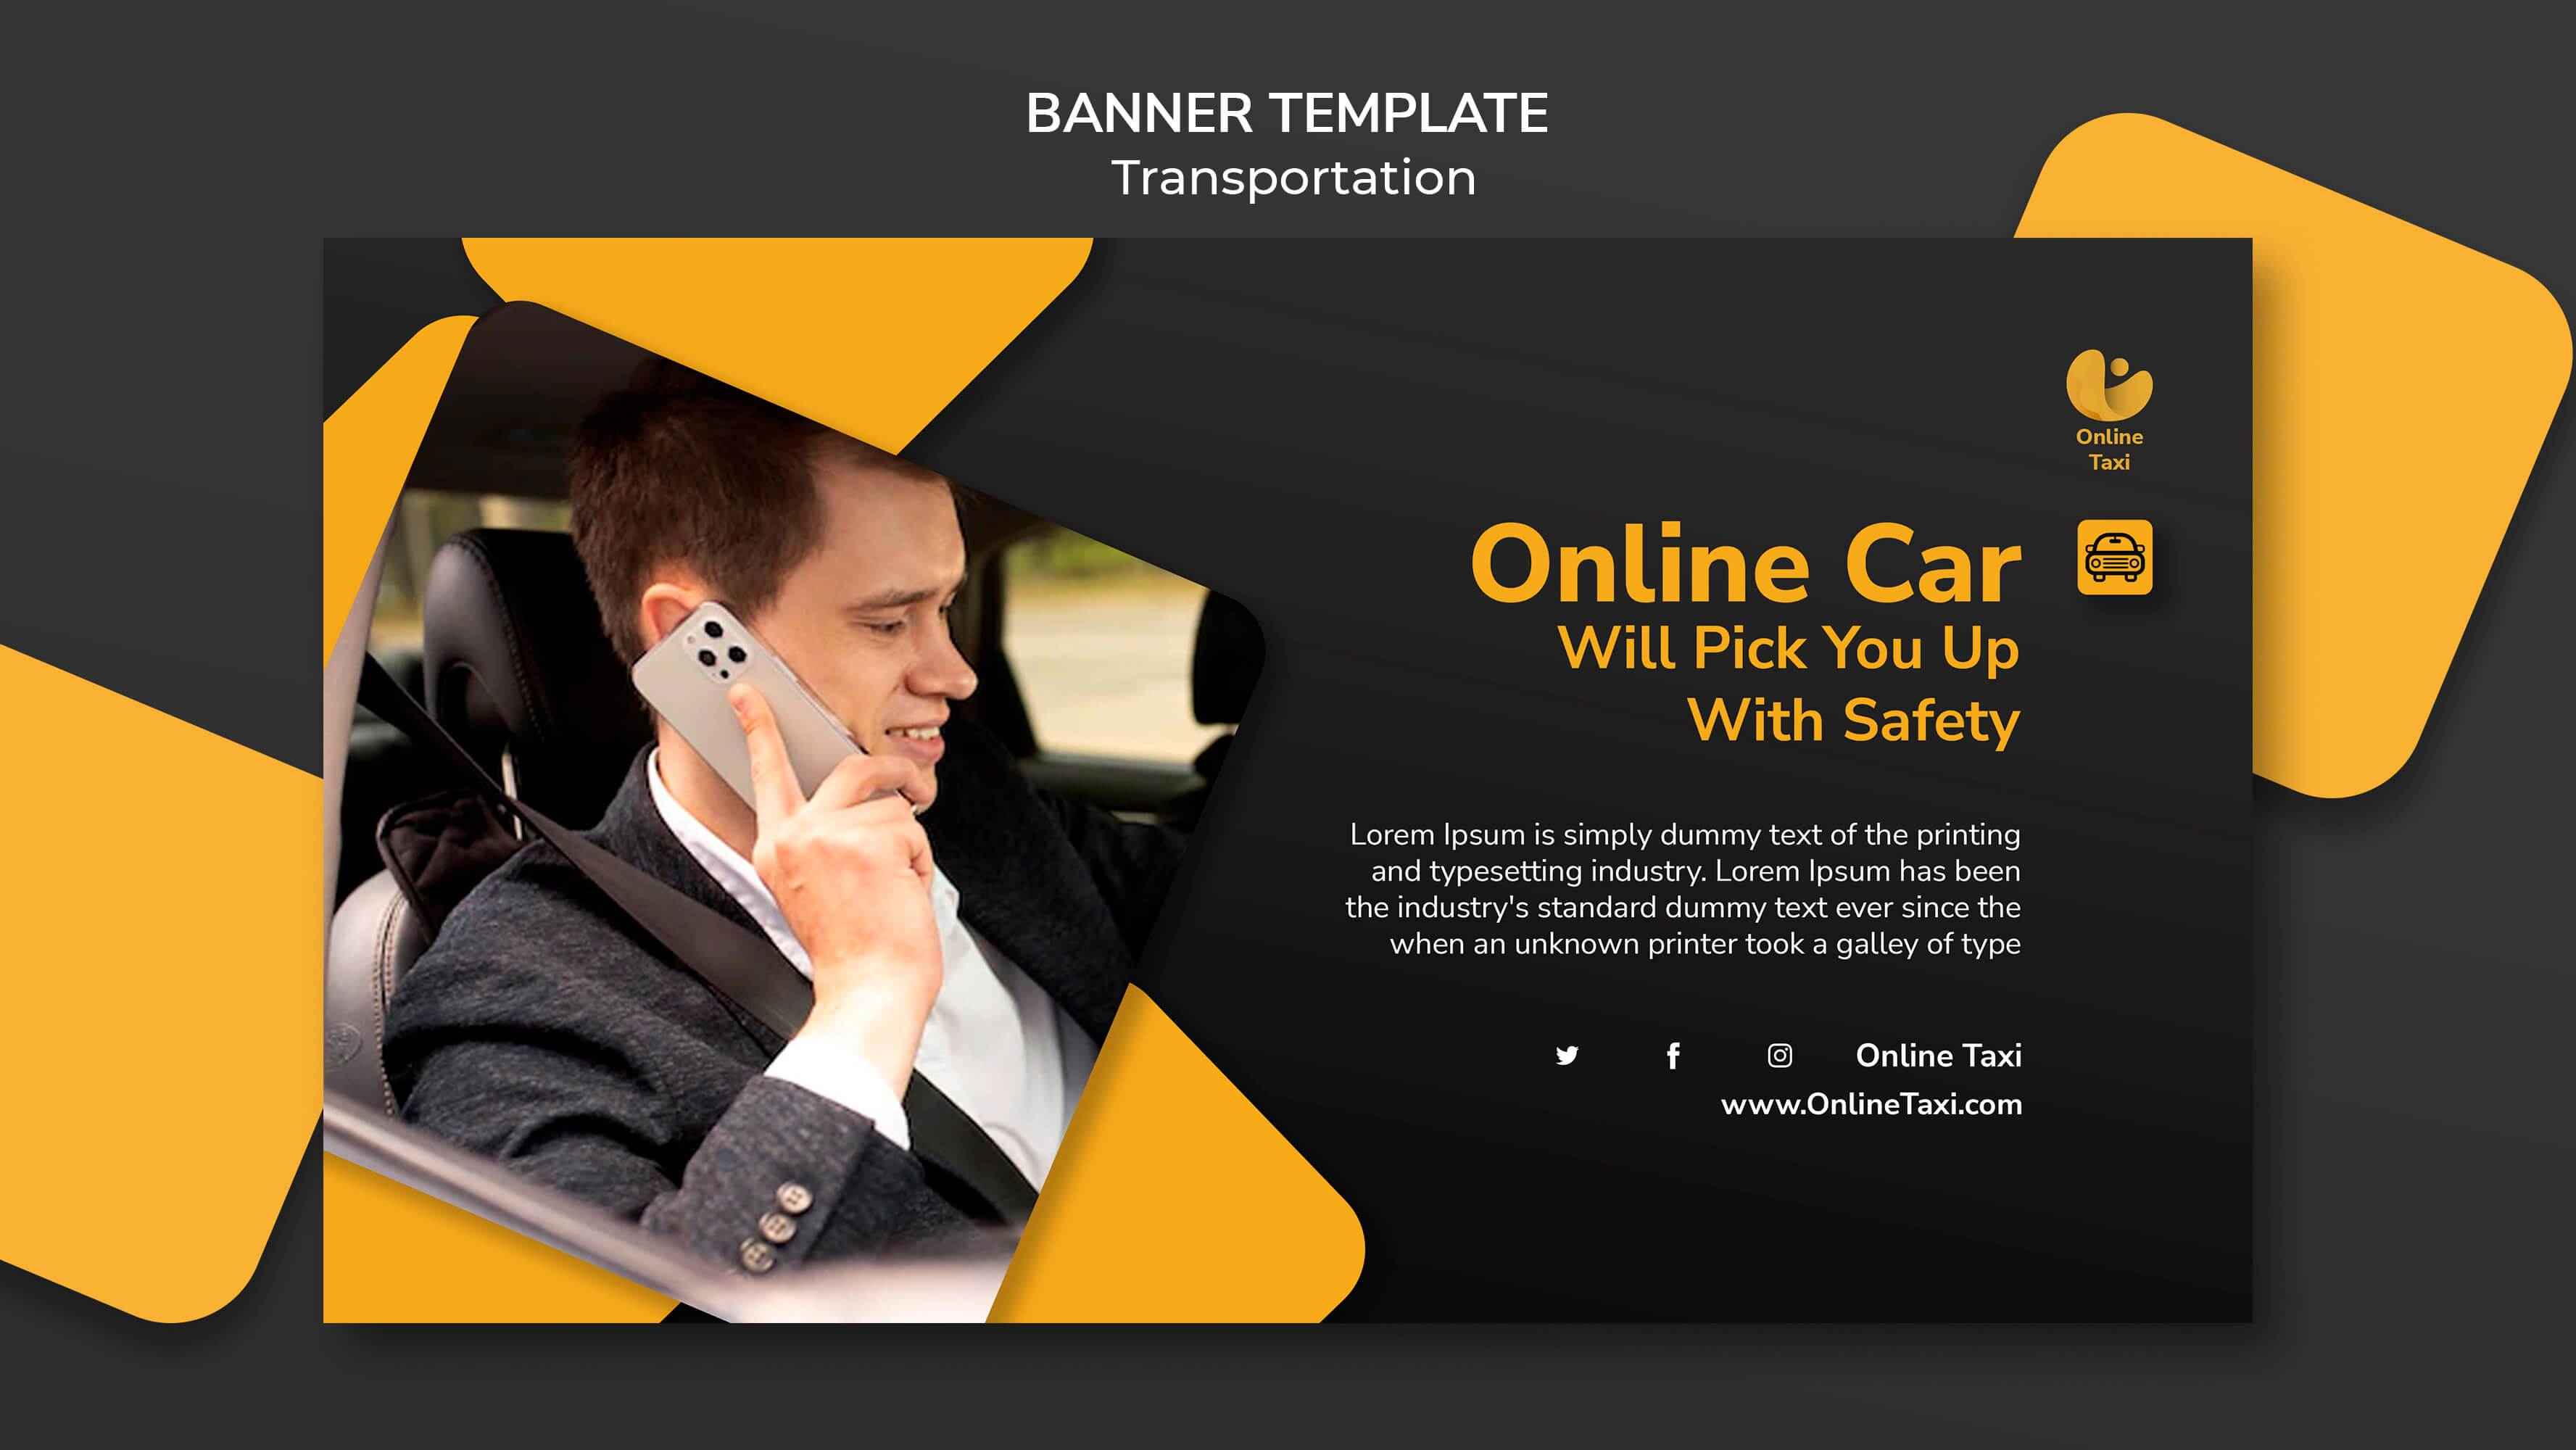 BANNER TEMPLATE
Transportation
Online
Taxi
Online Car
Will Pick You Up
With Safety
Lorem Ipsum is simply dummy text of the printing
and typesetting industry. Lorem Ipsum has been
the industry's standard dummy text ever since the
when an unknown printer took a galley of type
Online Taxi
www.OnlineTaxi.com